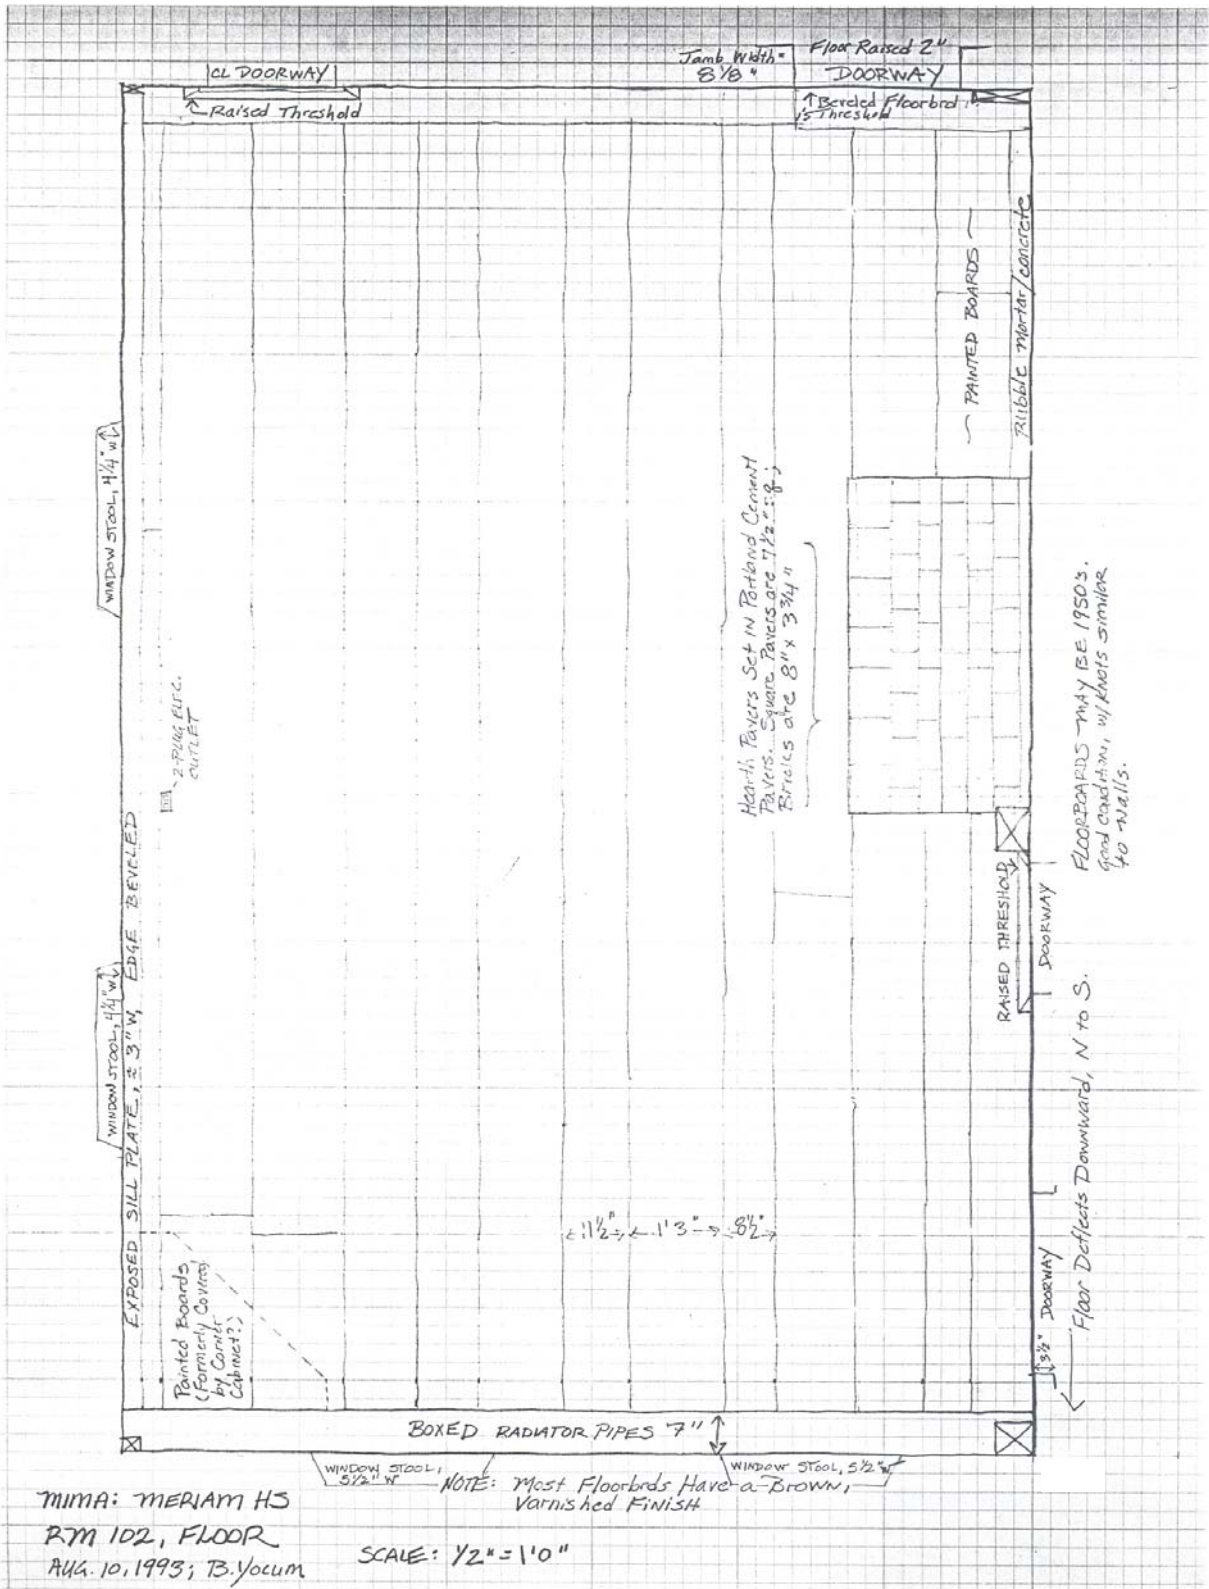 Jamb Width =
8 1/8"
Floor Raised 2"
DOORWAY
CL DOORWAY
Raised Threshold
Beveled Floorbrd
is Threshold
PAINTED BOARDS
Rubble Mortar/concrete
WINDOW STOOL, 4 1/4" W
Hearth Pavers Set in Portland Cement
Pavers. Square Pavers are 7 1/2"
Bricks are 8" x 3 3/4"
FLOORBOARDS MAY BE 1950s.
Good condition, w/knots similar
to walls.
2-PLUG ELEC.
OUTLET
RAISED THRESHOLD
DOORWAY
WINDOW STOOL, 4 1/4" W
EXPOSED SILL PLATE, ± 3" W, EDGE BEVELED
Floor Deflects Downward, N to S.
11 1/2"
1'3"
8 1/2"
Painted Boards
(Formerly Covered
by Corner
Cabinet?)
DOORWAY
3 1/2"
BOXED RADIATOR PIPES 7"
WINDOW STOOL,
5 1/2" W
WINDOW STOOL, 5 1/2" W
NOTE: Most Floorbrds Have a Brown,
Varnished Finish
MIMA: MERIAM HS
RM 102, FLOOR
AUG. 10, 1993; B. Yocum
SCALE: 1/2" = 1'0"